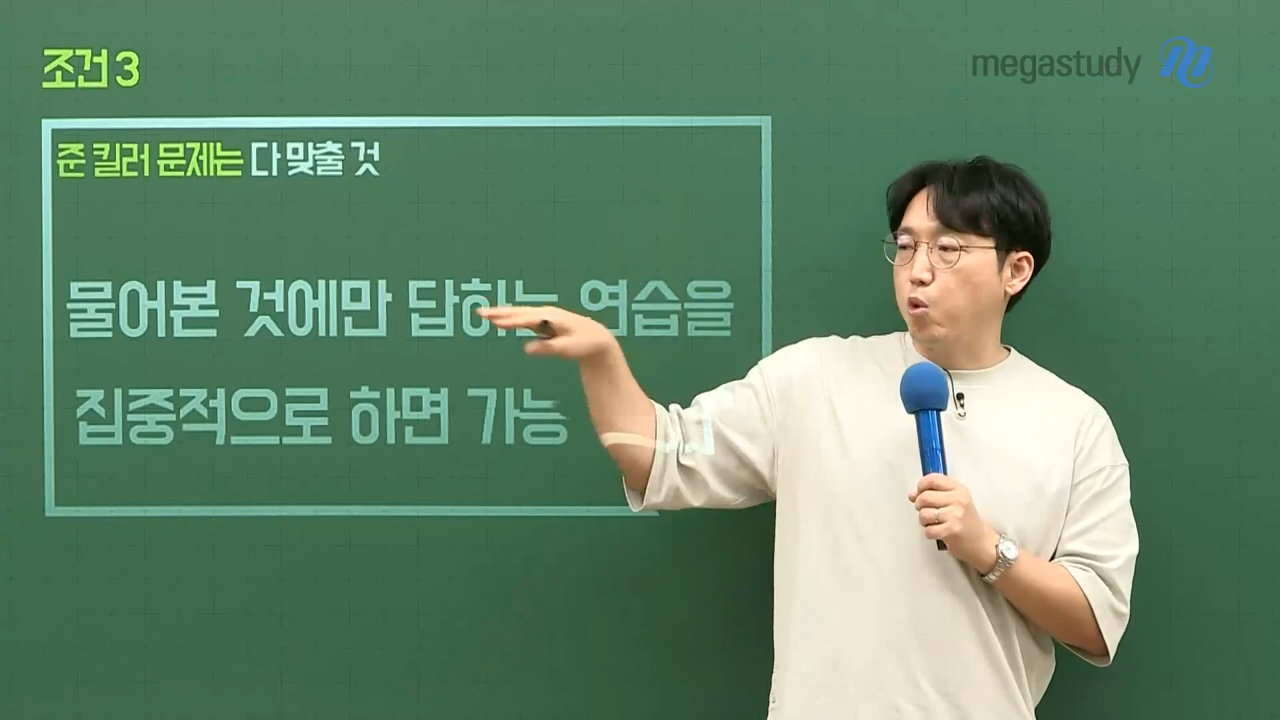 조건 3
megastudy
준 킬러 문제는 다 맞출 것
물어본 것에만 답하는 연습을
집중적으로 하면 가능